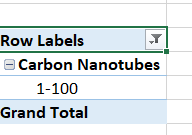 Row Labels
Carbon Nanotubes
1-100
Grand Total